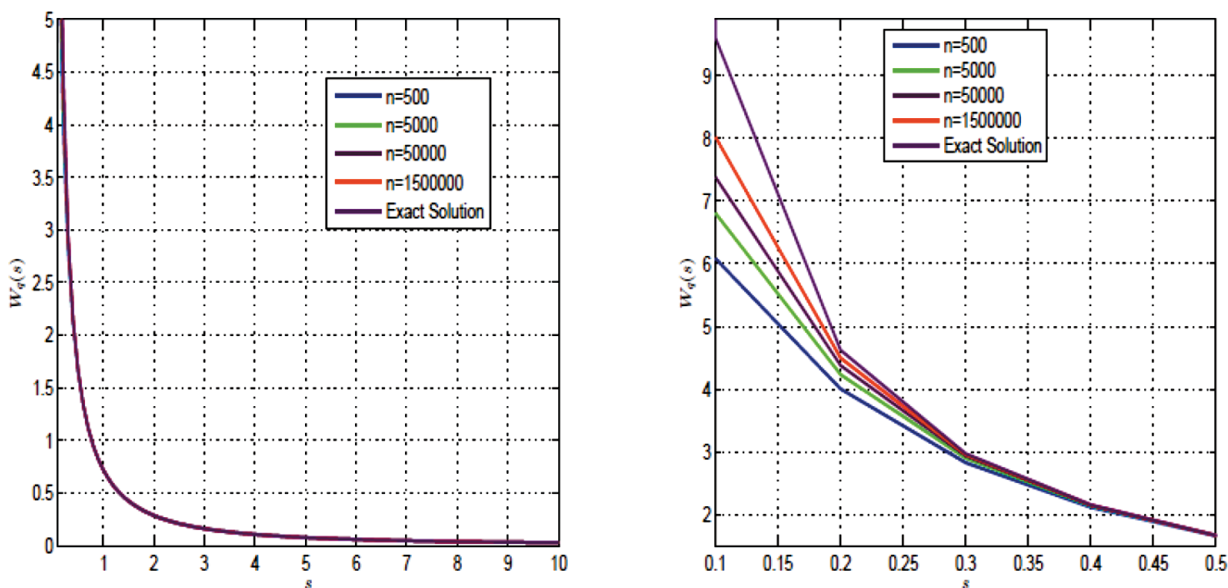 5
4.5
4
3.5
3
2.5
2
1.5
1
0.5
0
1 2 3 4 5 6 7 8 9 10
W_q(s)
s
n=500
n=5000
n=50000
n=1500000
Exact Solution
9
8
7
6
5
4
3
2
0.1 0.15 0.2 0.25 0.3 0.35 0.4 0.45 0.5
W_q(s)
s
n=500
n=5000
n=50000
n=1500000
Exact Solution